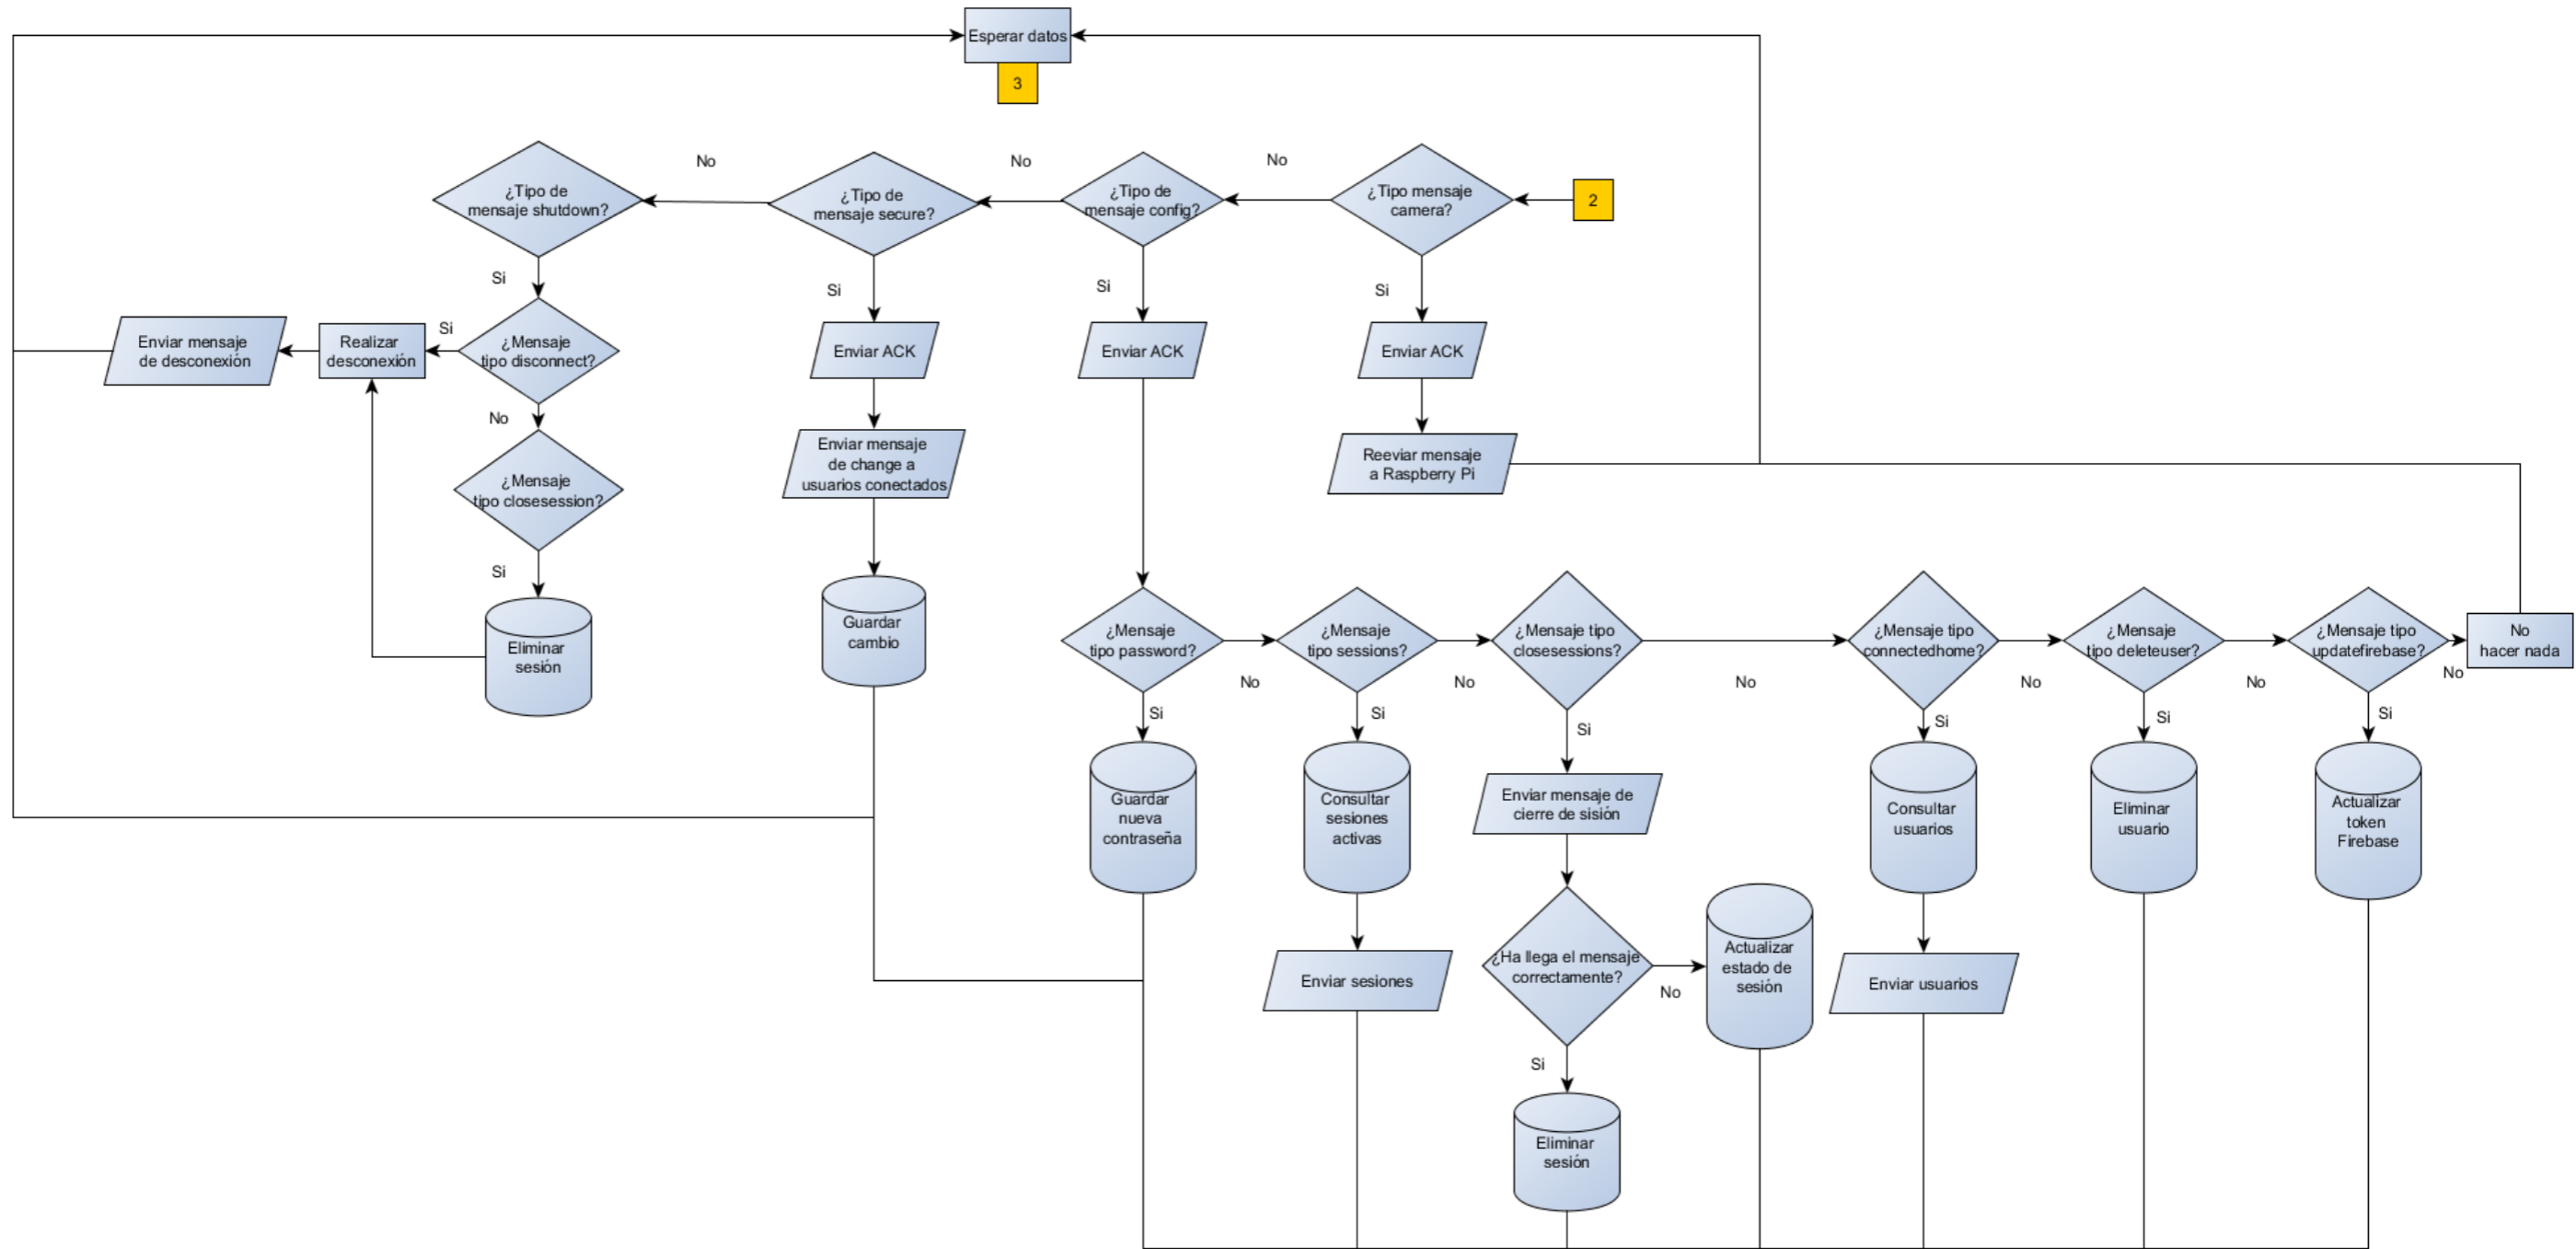 Esperar datos
3
¿Tipo de
mensaje shutdown?
No
¿Tipo de
mensaje secure?
No
¿Tipo de
mensaje config?
No
¿Tipo mensaje
camera?
2
Si
Si
Si
Si
Enviar mensaje
de desconexión
Realizar
desconexión
Si
¿Mensaje
tipo disconnect?
Enviar ACK
Enviar ACK
Enviar ACK
No
¿Mensaje
tipo closesession?
Enviar mensaje
de change a
usuarios conectados
Reeviar mensaje
a Raspberry Pi
Si
Eliminar
sesión
Guardar
cambio
¿Mensaje
tipo password?
No
¿Mensaje
tipo sessions?
No
¿Mensaje tipo
closesessions?
No
¿Mensaje tipo
connectedhome?
No
¿Mensaje
tipo deleteuser?
No
¿Mensaje tipo
updatefirebase?
No
No
hacer nada
Si
Si
Si
Si
Si
Si
Guardar
nueva
contraseña
Consultar
sesiones
activas
Enviar mensaje de
cierre de sisión
Consultar
usuarios
Eliminar
usuario
Actualizar
token
Firebase
Enviar sesiones
¿Ha llega el mensaje
correctamente?
No
Actualizar
estado de
sesión
Enviar usuarios
Si
Eliminar
sesión